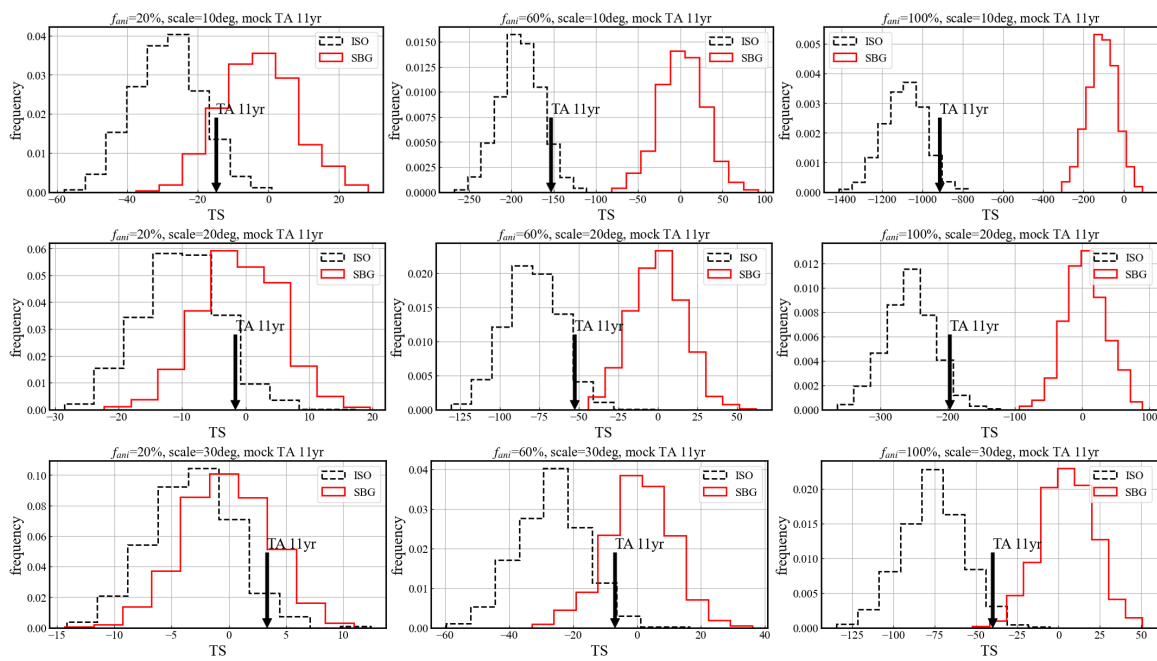 f_ani=20%, scale=10deg, mock TA 11yr
frequency
0.04
0.03
0.02
0.01
0.00
ISO
SBG
TA 11yr
−60 −40 −20 0 20
TS
f_ani=60%, scale=10deg, mock TA 11yr
frequency
0.0150
0.0125
0.0100
0.0075
0.0050
0.0025
0.0000
ISO
SBG
TA 11yr
−250 −200 −150 −100 −50 0 50 100
TS
f_ani=100%, scale=10deg, mock TA 11yr
frequency
0.005
0.004
0.003
0.002
0.001
0.000
ISO
SBG
TA 11yr
−1400 −1200 −1000 −800 −600 −400 −200 0
TS
f_ani=20%, scale=20deg, mock TA 11yr
frequency
0.06
0.05
0.04
0.03
0.02
0.01
0.00
ISO
SBG
TA 11yr
−30 −20 −10 0 10 20
TS
f_ani=60%, scale=20deg, mock TA 11yr
frequency
0.020
0.015
0.010
0.005
0.000
ISO
SBG
TA 11yr
−125 −100 −75 −50 −25 0 25 50
TS
f_ani=100%, scale=20deg, mock TA 11yr
frequency
0.012
0.010
0.008
0.006
0.004
0.002
0.000
ISO
SBG
TA 11yr
−300 −200 −100 0 100
TS
f_ani=20%, scale=30deg, mock TA 11yr
frequency
0.10
0.08
0.06
0.04
0.02
0.00
ISO
SBG
TA 11yr
−15 −10 −5 0 5 10
TS
f_ani=60%, scale=30deg, mock TA 11yr
frequency
0.04
0.03
0.02
0.01
0.00
ISO
SBG
TA 11yr
−60 −40 −20 0 20 40
TS
f_ani=100%, scale=30deg, mock TA 11yr
frequency
0.020
0.015
0.010
0.005
0.000
ISO
SBG
TA 11yr
−125 −100 −75 −50 −25 0 25 50
TS